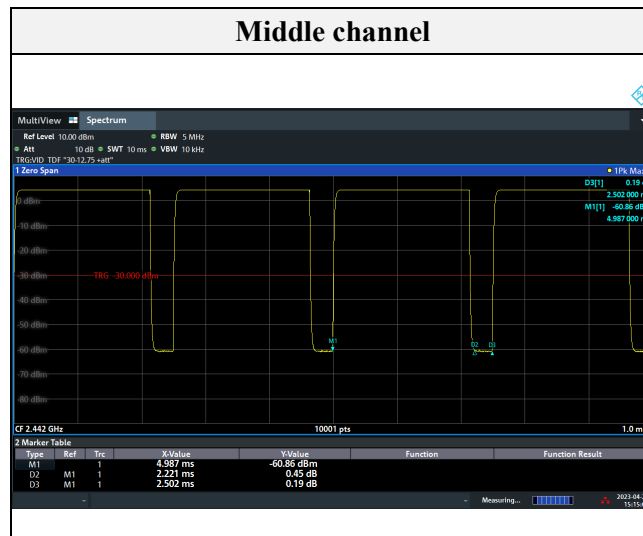 Middle channel
MultiView Spectrum
Ref Level 10.00 dBm RBW 5 MHz
Att 10 dB SWT 10 ms VBW 10 kHz
TRG:VID TDF "30-12,75 +att"
1 Zero Span 1Pk Max
D3[1] 0.19
2.502 000
M1[1] -60.86
4.987 000
0 dBm
-10 dBm
-20 dBm
-30 dBm
TRG -30.000 dBm
-40 dBm
-50 dBm
-60 dBm
M1
D2
D3
-70 dBm
-80 dBm
CF 2.442 GHz 10001 pts 1.0
2 Marker Table
Type Ref Trc X-Value Y-Value Function Function Result
M1 1 4.987 ms -60.86 dBm
D2 M1 1 2.221 ms 0.45 dB
D3 M1 1 2.502 ms 0.19 dB
Measuring...
2023-04-